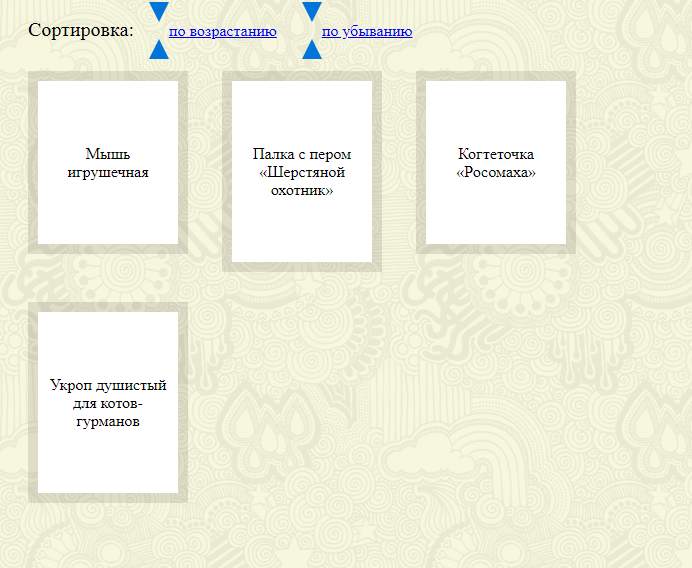 Сортировка: по возрастанию по убыванию
Мышь
игрушечная
Палка с пером
«Шерстяной
охотник»
Когтеточка
«Росомаха»
Укроп душистый
для котов-
гурманов